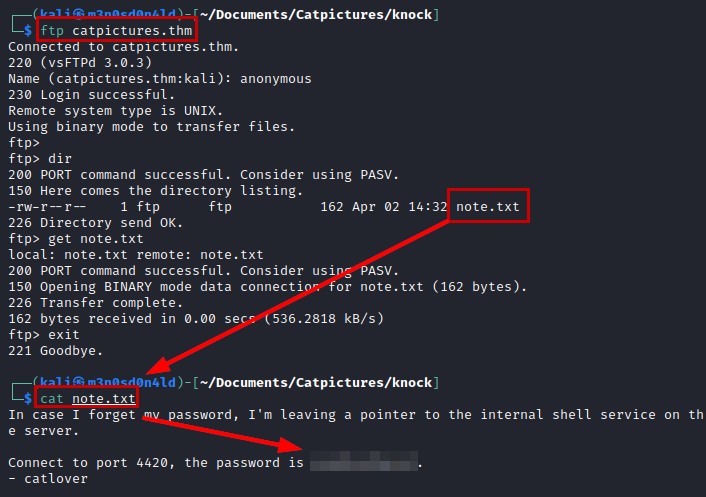 (kali㉿m3n0sd0n4ld)-[~/Documents/Catpictures/knock]
$ ftp catpictures.thm
Connected to catpictures.thm.
220 (vsFTPd 3.0.3)
Name (catpictures.thm:kali): anonymous
230 Login successful.
Remote system type is UNIX.
Using binary mode to transfer files.
ftp>
ftp> dir
200 PORT command successful. Consider using PASV.
150 Here comes the directory listing.
-rw-r--r-- 1 ftp ftp 162 Apr 02 14:32 note.txt
226 Directory send OK.
ftp> get note.txt
local: note.txt remote: note.txt
200 PORT command successful. Consider using PASV.
150 Opening BINARY mode data connection for note.txt (162 bytes).
226 Transfer complete.
162 bytes received in 0.00 secs (536.2818 kB/s)
ftp> exit
221 Goodbye.
(kali㉿m3n0sd0n4ld)-[~/Documents/Catpictures/knock]
$ cat note.txt
In case I forget my password, I'm leaving a pointer to the internal shell service on th
e server.
Connect to port 4420, the password is .
- catlover